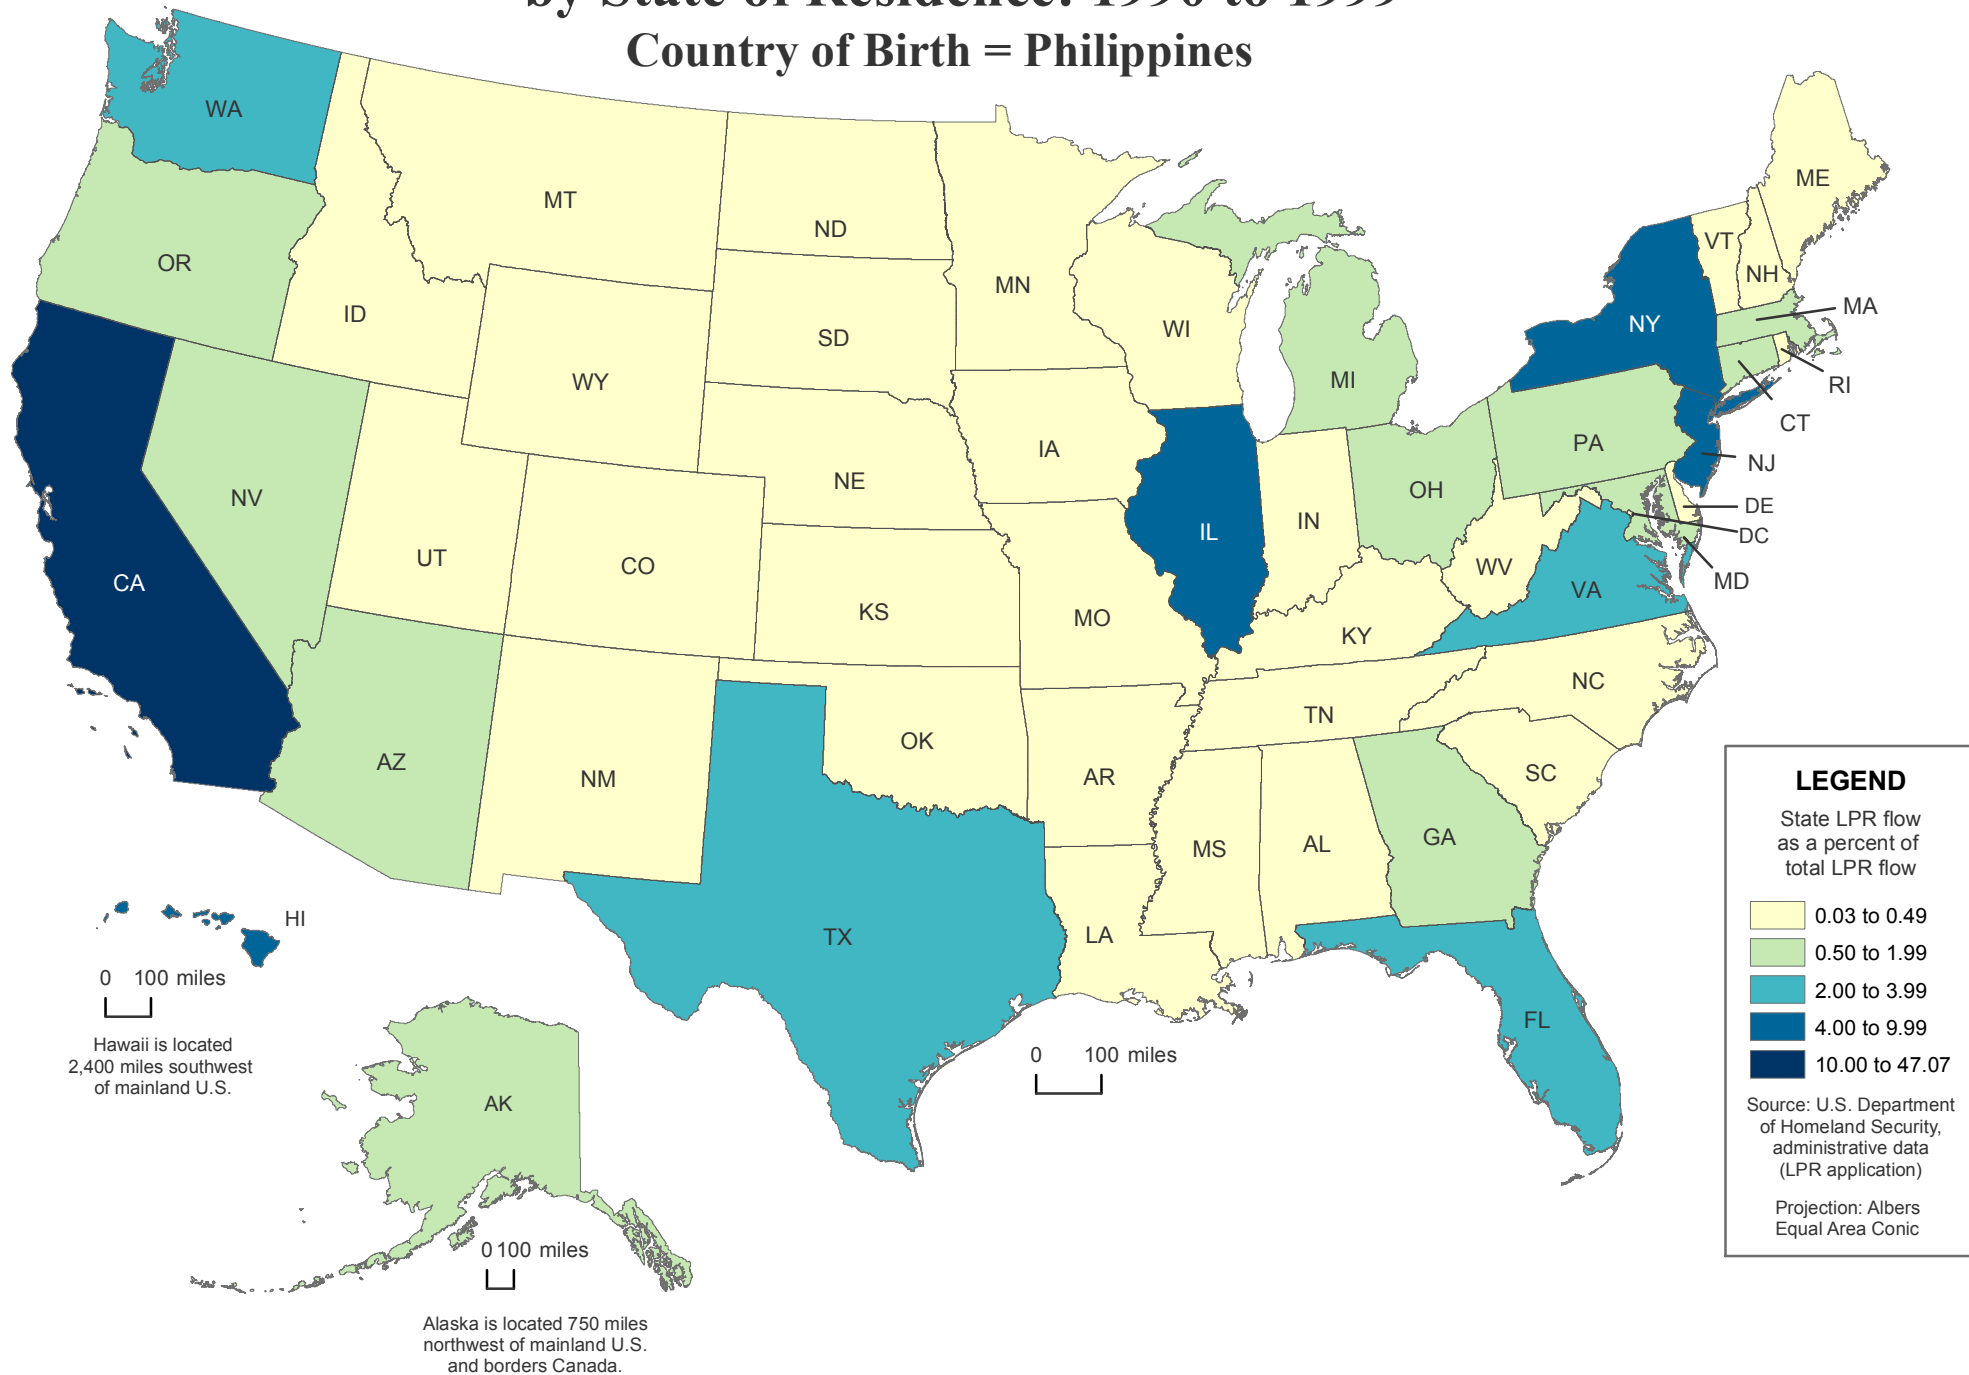 by State of Residence: 1990 to 1999
Country of Birth = Philippines
WA
MT
ND
ME
OR
VT
MN
NH
ID
MA
NY
WI
SD
WY
MI
RI
CT
IA
PA
NJ
NE
OH
NV
DE
IN
IL
DC
UT
CO
WV
MD
CA
VA
KS
MO
KY
NC
TN
OK
AZ
SC
NM
AR
GA
AL
MS
HI
LA
TX
FL
AK
0 100 miles
Hawaii is located
2,400 miles southwest
of mainland U.S.
0 100 miles
0 100 miles
Alaska is located 750 miles
northwest of mainland U.S.
and borders Canada.
LEGEND
State LPR flow
as a percent of
total LPR flow
0.03 to 0.49
0.50 to 1.99
2.00 to 3.99
4.00 to 9.99
10.00 to 47.07
Source: U.S. Department
of Homeland Security,
administrative data
(LPR application)
Projection: Albers
Equal Area Conic